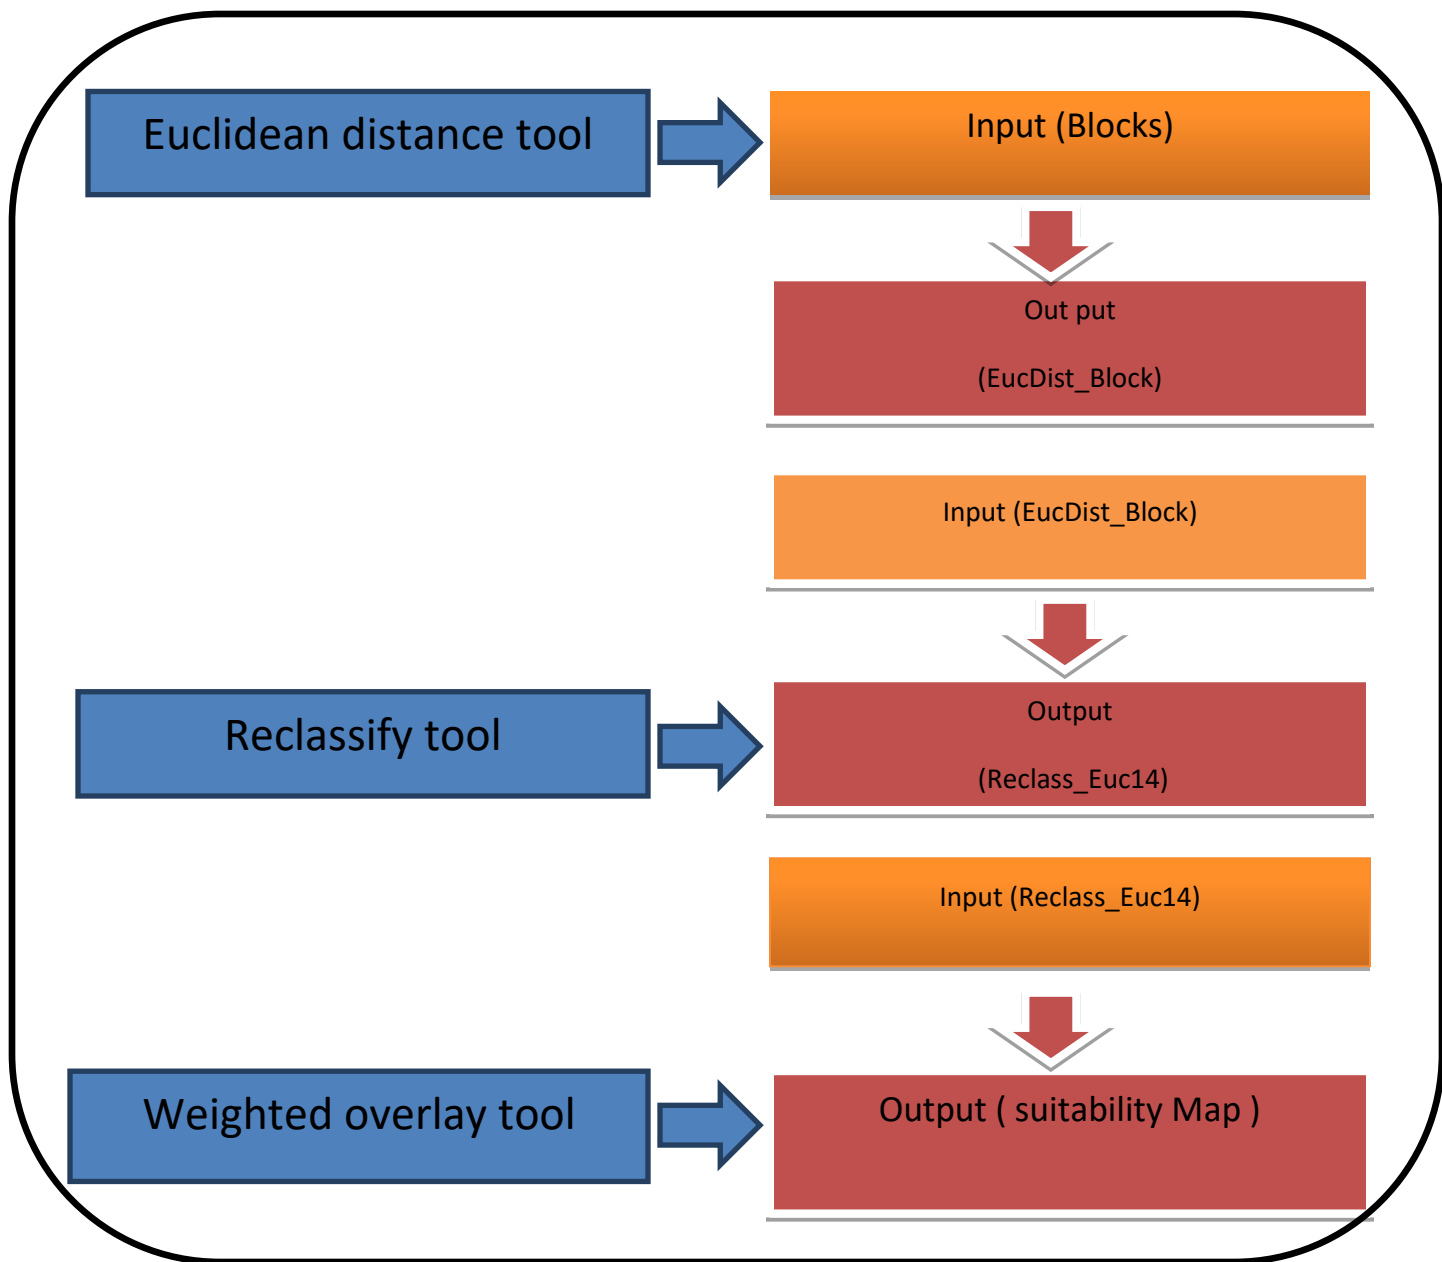 Euclidean distance tool
Input (Blocks)
Out put
(EucDist_Block)
Input (EucDist_Block)
Reclassify tool
Output
(Reclass_Euc14)
Input (Reclass_Euc14)
Weighted overlay tool
Output ( suitability Map )